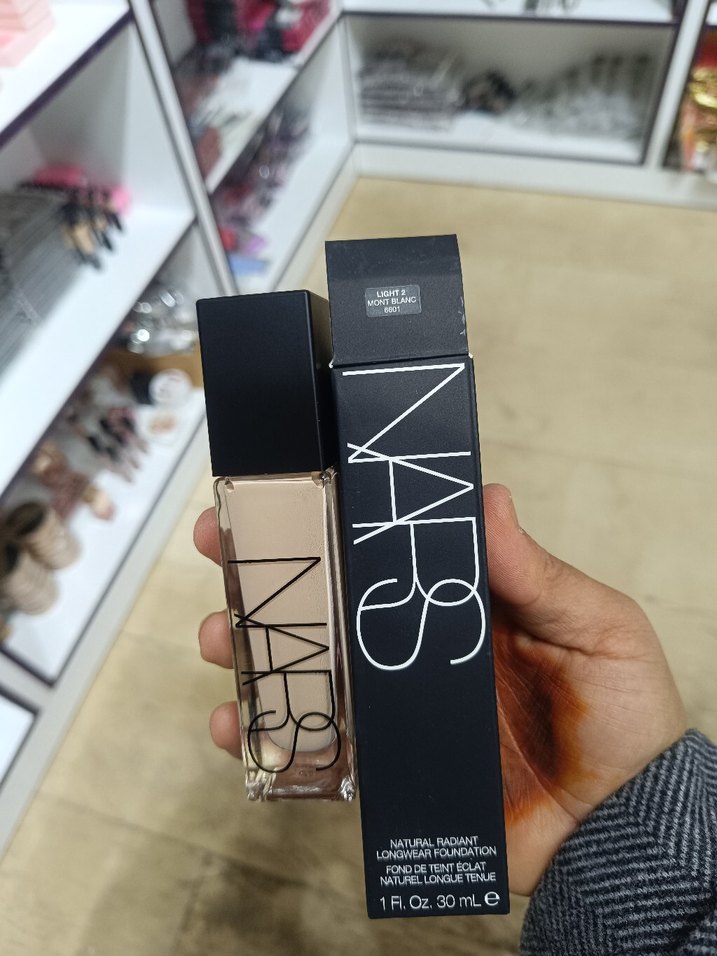 LIGHT 2
MONT BLANC
6601
NARS
NARS
NATURAL RADIANT
LONGWEAR FOUNDATION
FOND DE TEINT ÉCLAT
NATUREL LONGUE TENUE
1 Fl. Oz. 30 mL e